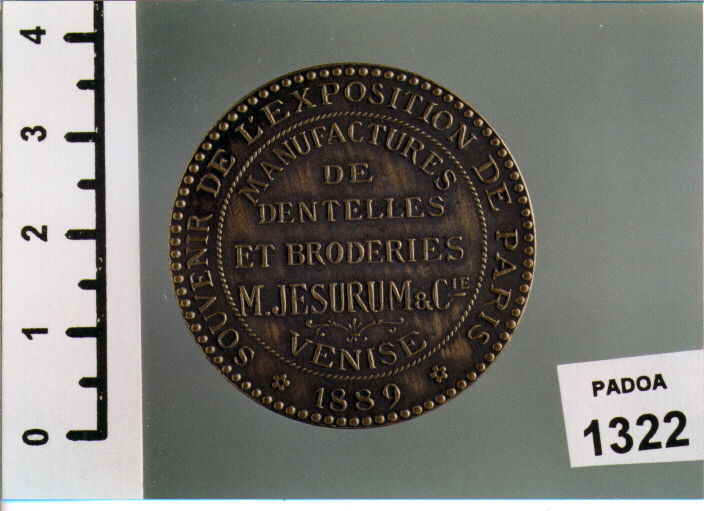 SOUVENIR DE L'EXPOSITION DE PARIS
MANUFACTURES
DE
DENTELLES
ET BRODERIES
M. JESURUM & CIE
VENISE
1889
4
3
2
1
0
PADOA
1322